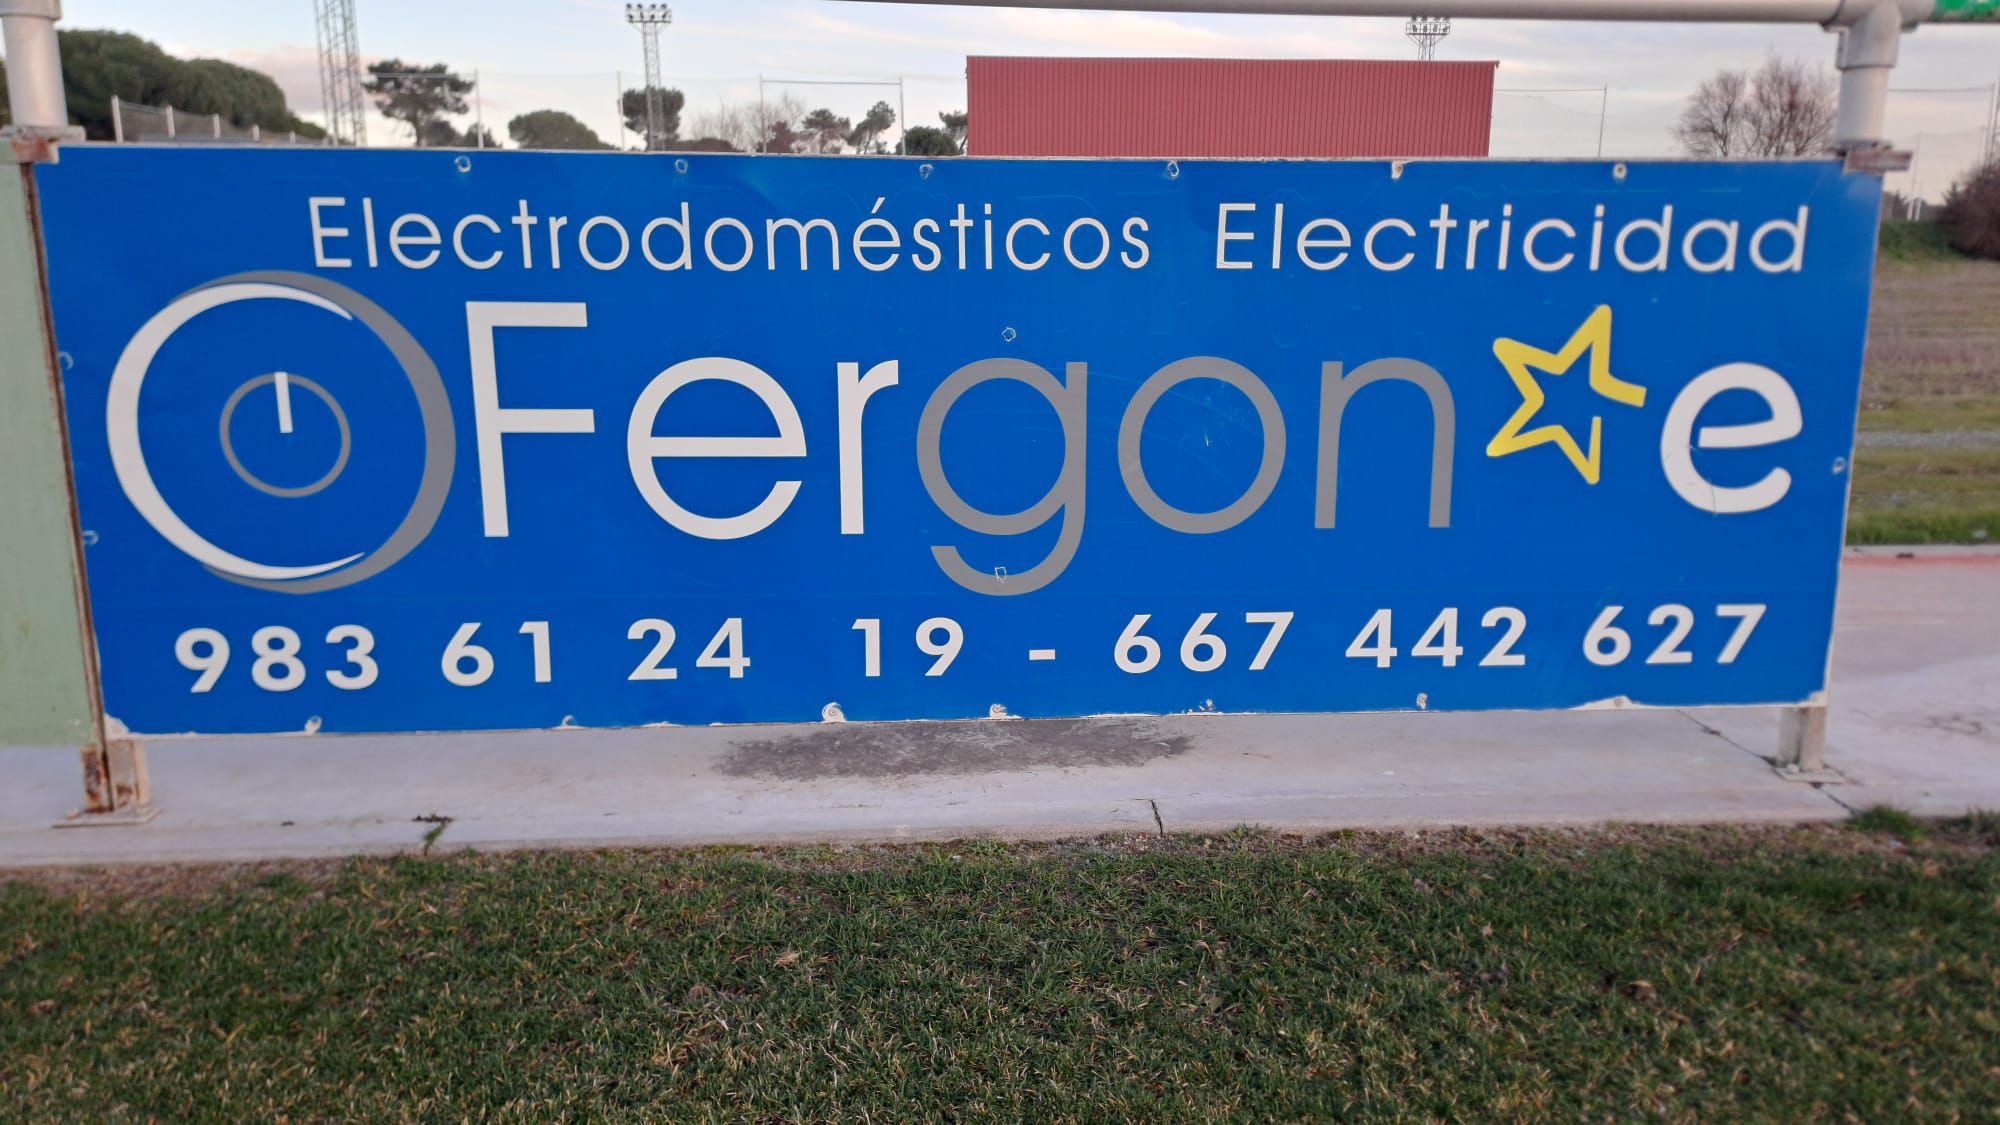 Electrodomésticos Electricidad
Fergon e
983 61 24 19 - 667 442 627